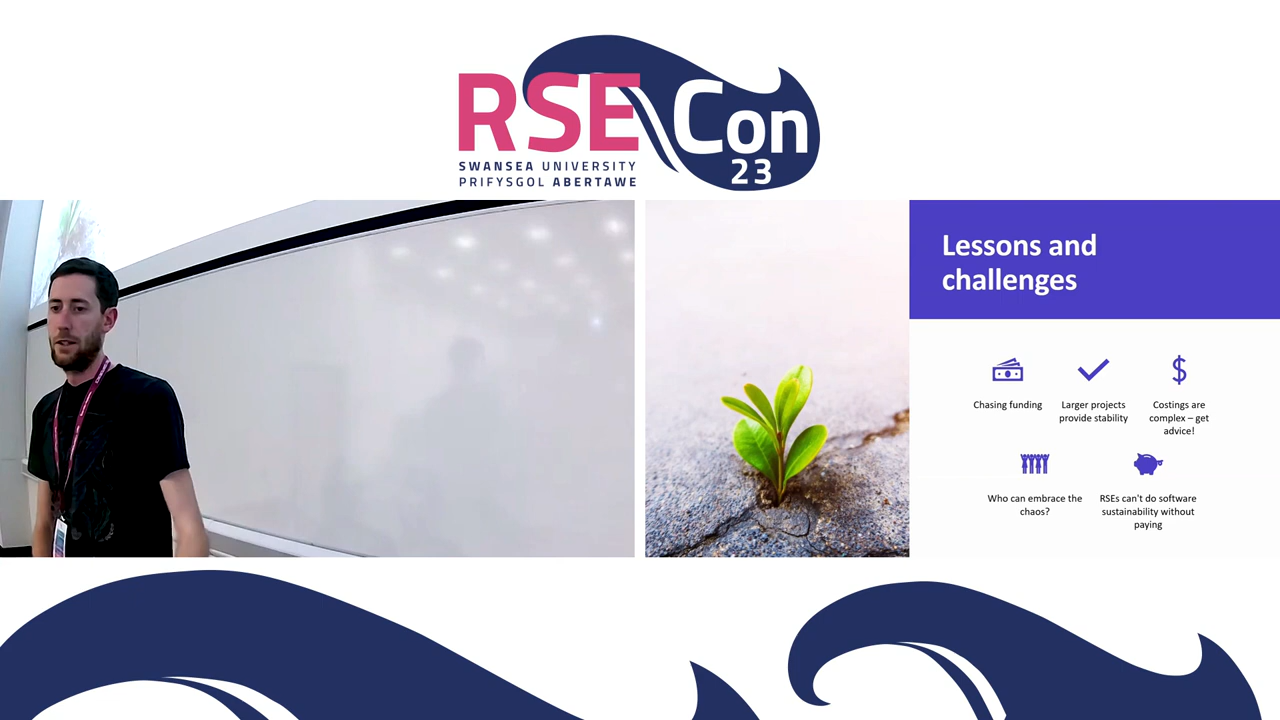 RSE Con
23
SWANSEA UNIVERSITY
PRIFYSGOL ABERTAWE
Lessons and
challenges
Chasing funding
Larger projects
provide stability
Costings are
complex – get
advice!
Who can embrace the
chaos?
RSEs can't do software
sustainability without
paying